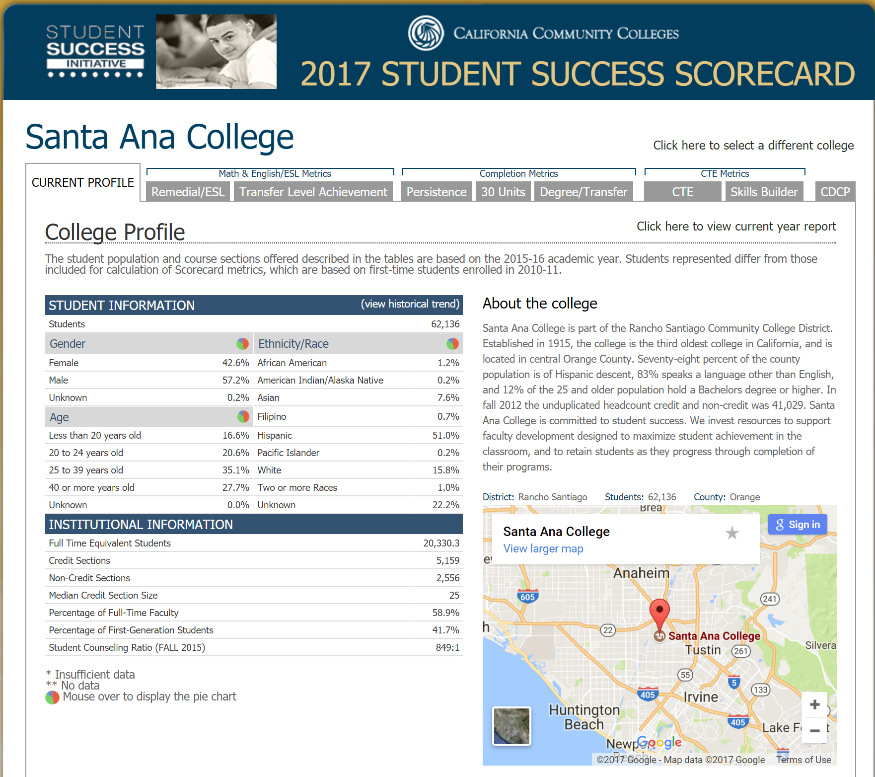 STUDENT
SUCCESS
INITIATIVE
CALIFORNIA COMMUNITY COLLEGES
2017 STUDENT SUCCESS SCORECARD
Santa Ana College
Click here to select a different college
CURRENT PROFILE
Math & English/ESL Metrics
Completion Metrics
CTE Metrics
Remedial/ESL
Transfer Level Achievement
Persistence
30 Units
Degree/Transfer
CTE
Skills Builder
CDCP
College Profile
Click here to view current year report
The student population and course sections offered described in the tables are based on the 2015-16 academic year. Students represented differ from those
included for calculation of Scorecard metrics, which are based on first-time students enrolled in 2010-11.
STUDENT INFORMATION (view historical trend)
Students 62,136
Gender Ethnicity/Race
Female 42.6% African American 1.2%
Male 57.2% American Indian/Alaska Native 0.2%
Unknown 0.2% Asian 7.6%
Age Filipino 0.7%
Less than 20 years old 16.6% Hispanic 51.0%
20 to 24 years old 20.6% Pacific Islander 0.2%
25 to 39 years old 35.1% White 15.8%
40 or more years old 27.7% Two or more Races 1.0%
Unknown 0.0% Unknown 22.2%
INSTITUTIONAL INFORMATION
Full Time Equivalent Students 20,330.3
Credit Sections 5,159
Non-Credit Sections 2,556
Median Credit Section Size 25
Percentage of Full-Time Faculty 58.9%
Percentage of First-Generation Students 41.7%
Student Counseling Ratio (FALL 2015) 849:1
* Insufficient data
** No data
Mouse over to display the pie chart
About the college
Santa Ana College is part of the Rancho Santiago Community College District.
Established in 1915, the college is the third oldest college in California, and is
located in central Orange County. Seventy-eight percent of the county
population is of Hispanic descent, 83% speaks a language other than English,
and 12% of the 25 and older population hold a Bachelors degree or higher. In
fall 2012 the unduplicated headcount credit and non-credit was 41,029. Santa
Ana College is committed to student success. We invest resources to support
faculty development designed to maximize student achievement in the
classroom, and to retain students as they progress through completion of
their programs.
District: Rancho Santiago Students: 62,136 County: Orange
Brea
Santa Ana College
View larger map
Sign in
Anaheim
605
241
22
Santa Ana College
Tustin
261
Silvera
55
5
133
405
Irvine
405
Huntington
Beach
Lake Fo
Newp
Google
©2017 Google - Map data ©2017 Google Terms of Use